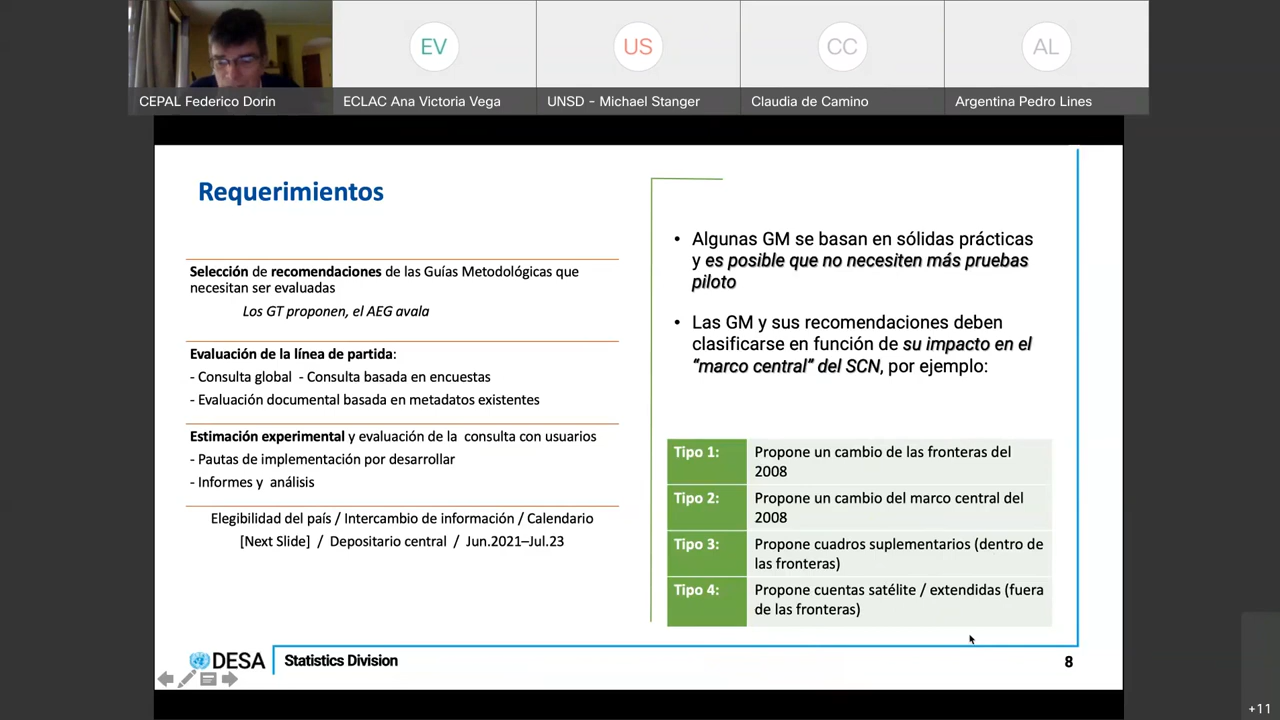 EV
US
CC
AL
CEPAL Federico Dorin
ECLAC Ana Victoria Vega
UNSD - Michael Stanger
Claudia de Camino
Argentina Pedro Lines
Requerimientos
Selección de recomendaciones de las Guías Metodológicas que
necesitan ser evaluadas
Los GT proponen, el AEG avala
Evaluación de la línea de partida:
- Consulta global - Consulta basada en encuestas
- Evaluación documental basada en metadatos existentes
Estimación experimental y evaluación de la consulta con usuarios
- Pautas de implementación por desarrollar
- Informes y análisis
Elegibilidad del país / Intercambio de información / Calendario
[Next Slide] / Depositario central / Jun.2021–Jul.23
• Algunas GM se basan en sólidas prácticas
y es posible que no necesiten más pruebas
piloto
• Las GM y sus recomendaciones deben
clasificarse en función de su impacto en el
“marco central” del SCN, por ejemplo:
Tipo 1: Propone un cambio de las fronteras del
2008
Tipo 2: Propone un cambio del marco central del
2008
Tipo 3: Propone cuadros suplementarios (dentro de
las fronteras)
Tipo 4: Propone cuentas satélite / extendidas (fuera
de las fronteras)
DESA Statistics Division
8
+11